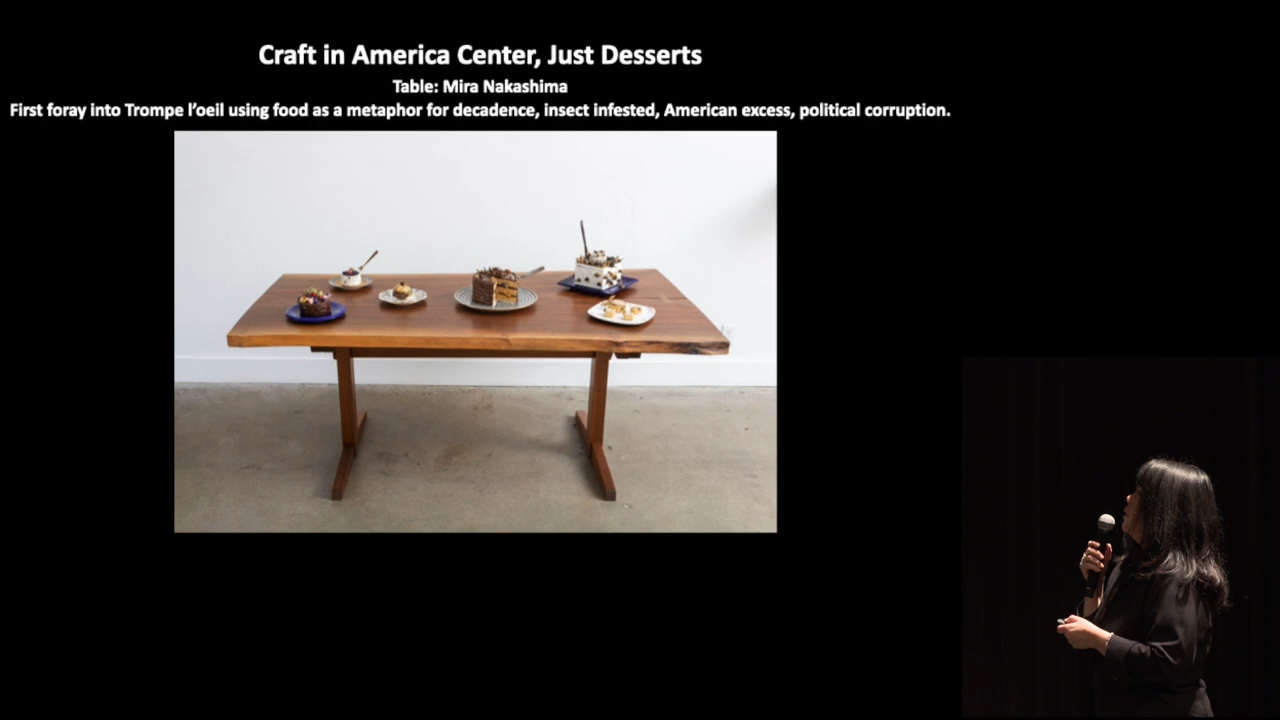 Craft in America Center, Just Desserts
Table: Mira Nakashima
First foray into Trompe l’oeil using food as a metaphor for decadence, insect infested, American excess, political corruption.